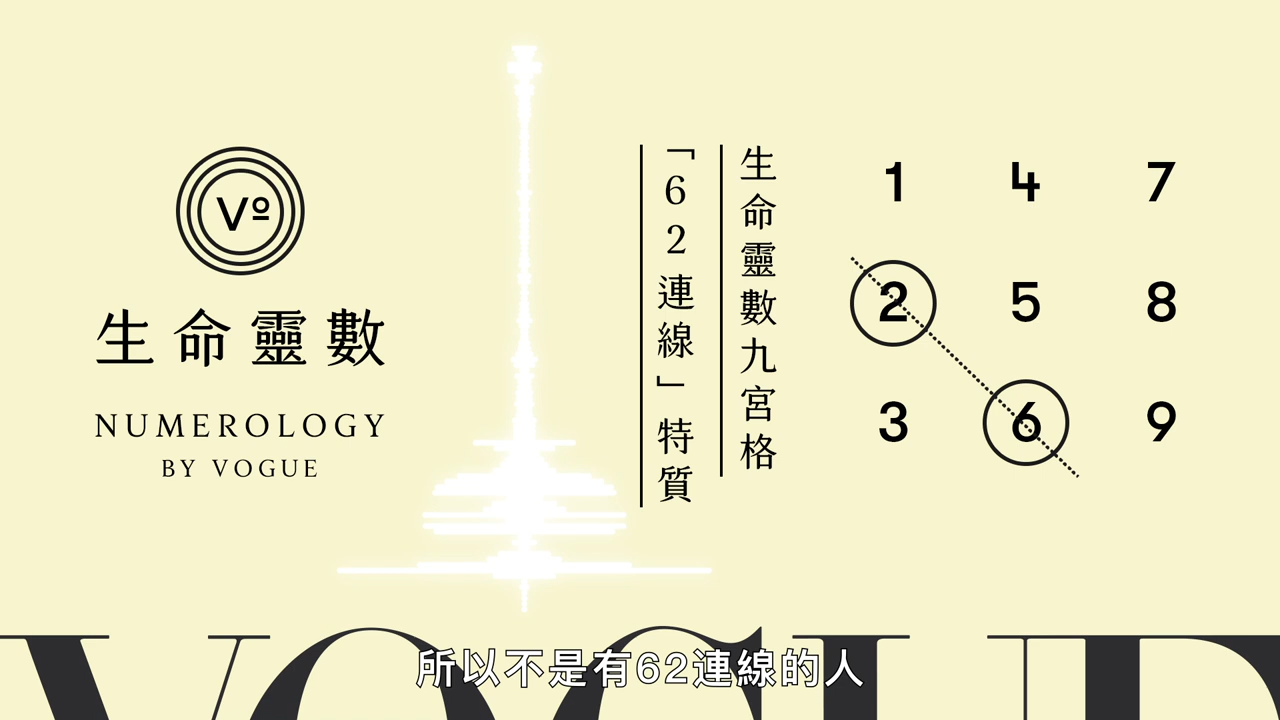 Vº
生命靈數
NUMEROLOGY
BY VOGUE
生命靈數九宮格
「62連線」特質
1 4 7
2 5 8
3 6 9
VOGUE
所以不是有62連線的人